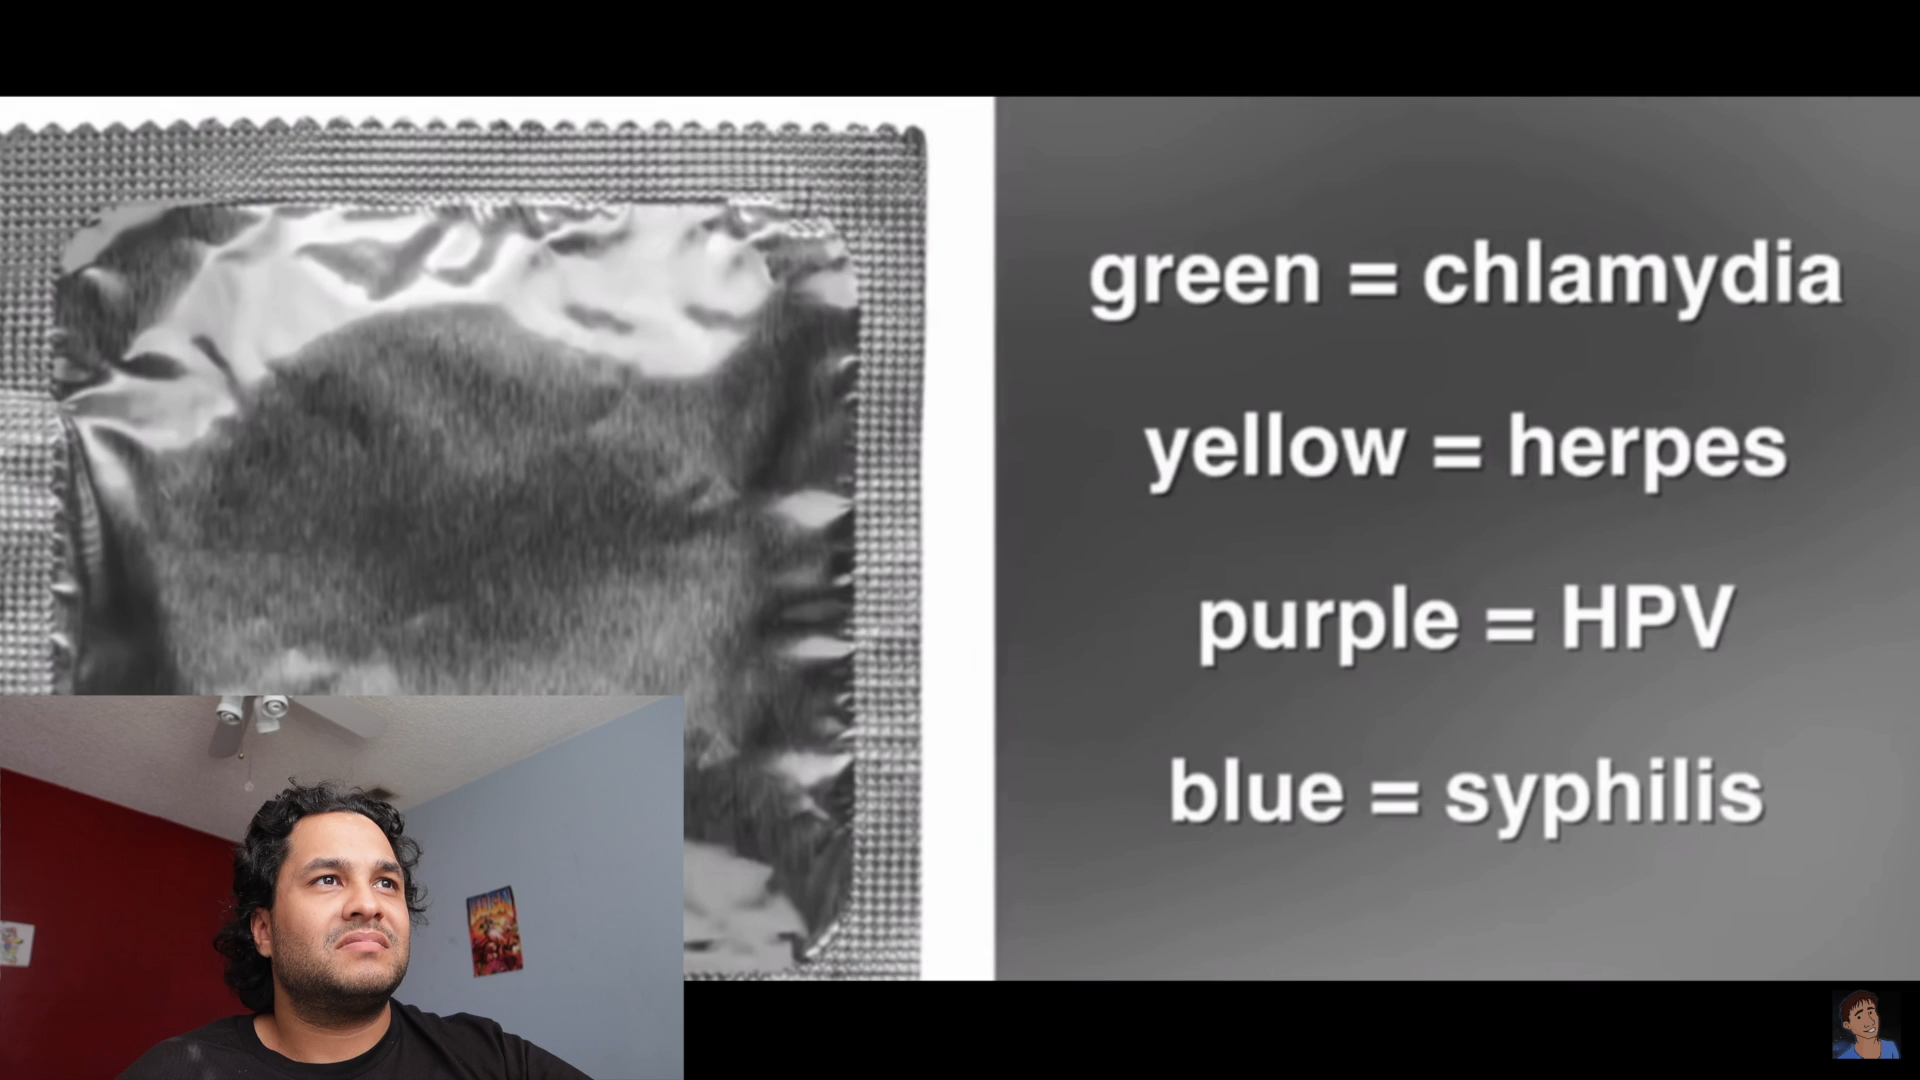 green = chlamydia
yellow = herpes
purple = HPV
blue = syphilis